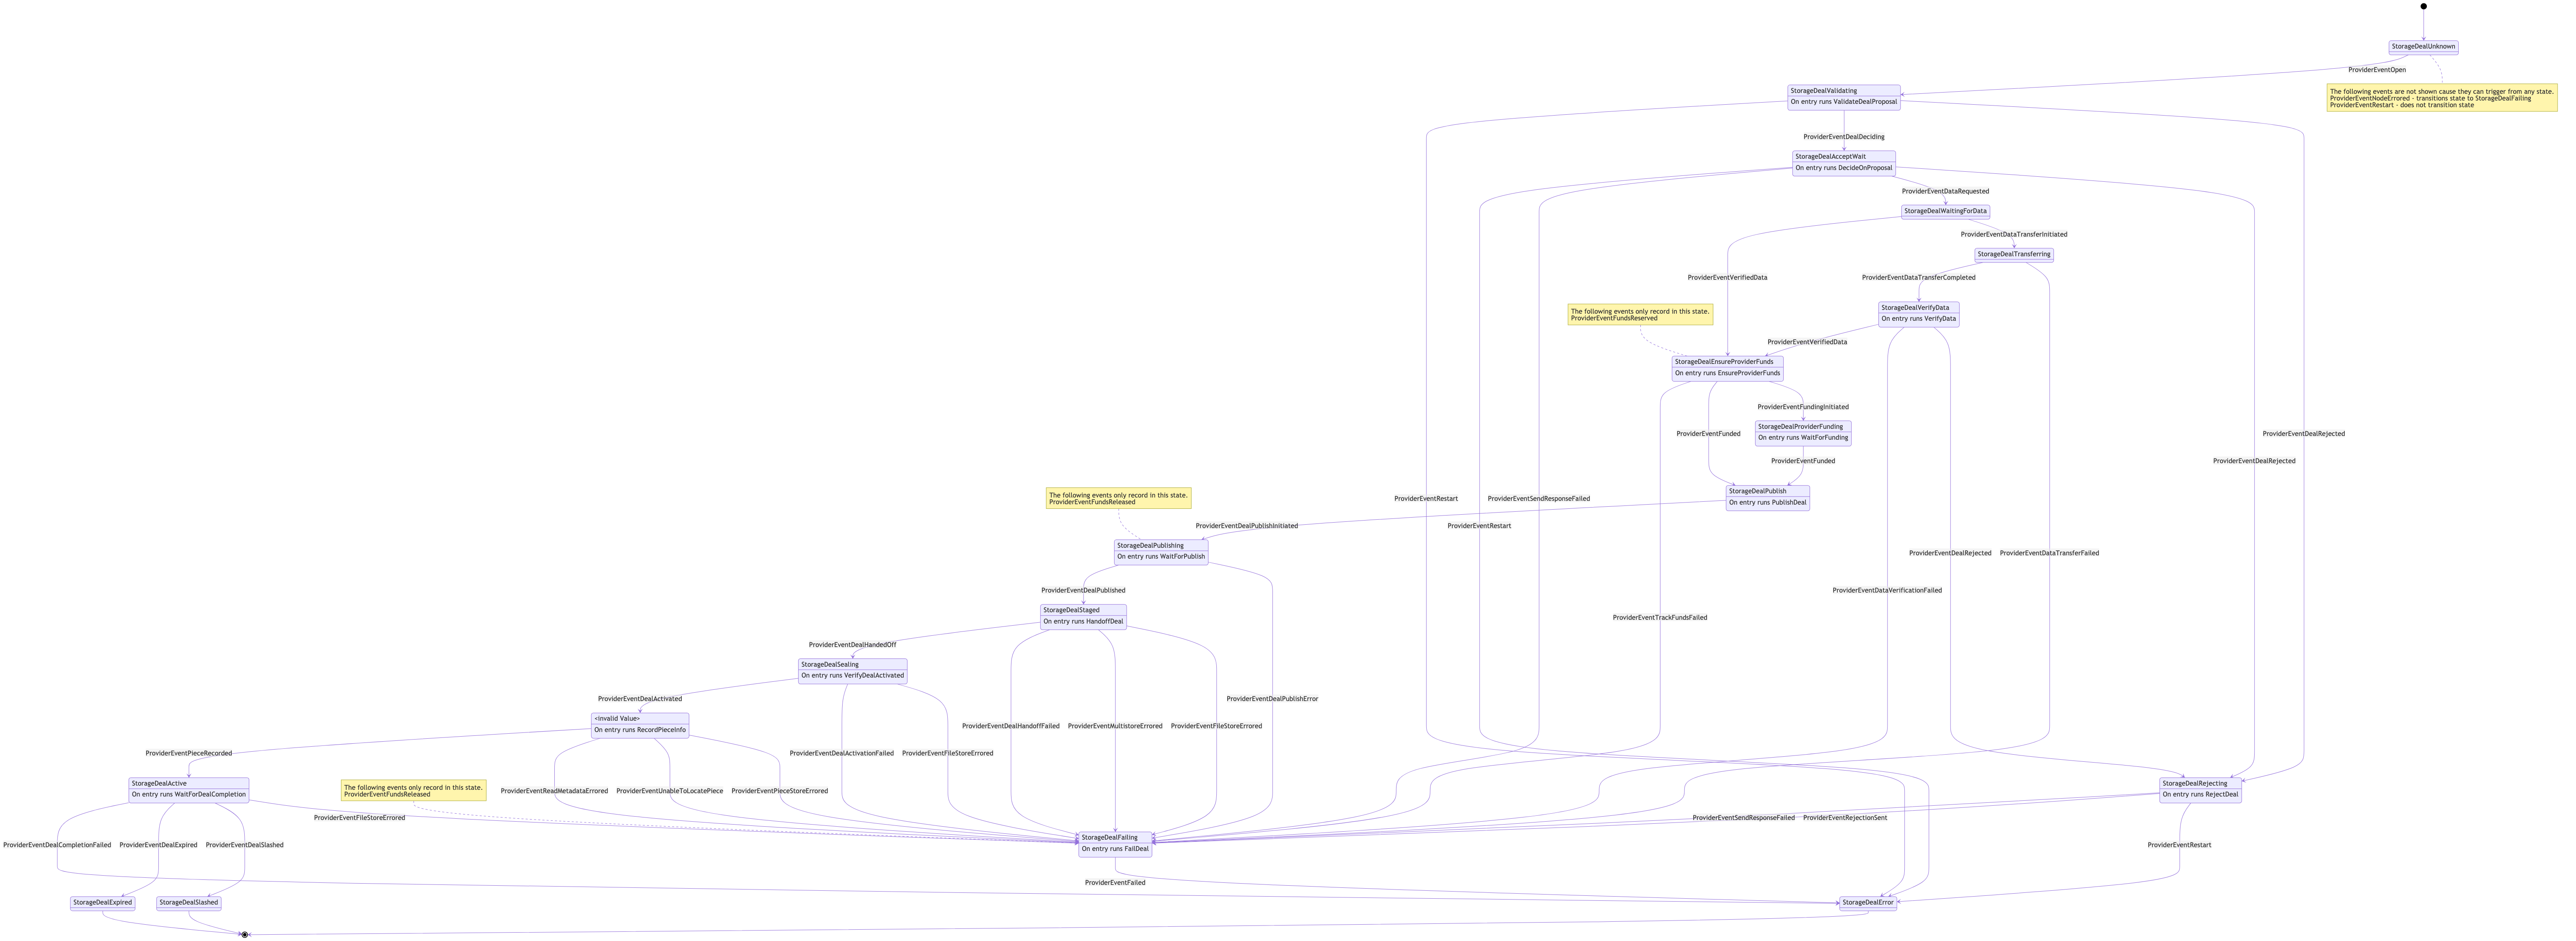 StorageDealUnknown
ProviderEventOpen
The following events are not shown cause they can trigger from any state.
ProviderEventNodeErrored - transitions state to StorageDealFailing
ProviderEventRestart - does not transition state
StorageDealValidating
On entry runs ValidateDealProposal
ProviderEventDealDeciding
StorageDealAcceptWait
On entry runs DecideOnProposal
ProviderEventDataRequested
StorageDealWaitingForData
ProviderEventDataTransferInitiated
StorageDealTransferring
ProviderEventVerifiedData
ProviderEventDataTransferCompleted
The following events only record in this state.
ProviderEventFundsReserved
StorageDealVerifyData
On entry runs VerifyData
ProviderEventVerifiedData
StorageDealEnsureProviderFunds
On entry runs EnsureProviderFunds
ProviderEventFundingInitiated
StorageDealProviderFunding
On entry runs WaitForFunding
ProviderEventFunded
ProviderEventDealRejected
ProviderEventFunded
ProviderEventDealRejected
The following events only record in this state.
ProviderEventFundsReleased
StorageDealPublish
On entry runs PublishDeal
ProviderEventRestart
ProviderEventSendResponseFailed
ProviderEventDealPublishInitiated
ProviderEventRestart
StorageDealPublishing
On entry runs WaitForPublish
ProviderEventDealRejected
ProviderEventDataTransferFailed
ProviderEventDealPublished
ProviderEventDataVerificationFailed
StorageDealStaged
On entry runs HandoffDeal
ProviderEventTrackFundsFailed
ProviderEventDealHandedOff
StorageDealSealing
On entry runs VerifyDealActivated
ProviderEventDealActivated
ProviderEventDealPublishError
<invalid Value>
On entry runs RecordPieceInfo
ProviderEventDealHandoffFailed
ProviderEventMultistoreErrored
ProviderEventFileStoreErrored
ProviderEventPieceRecorded
ProviderEventDealActivationFailed
ProviderEventFileStoreErrored
StorageDealActive
On entry runs WaitForDealCompletion
The following events only record in this state.
ProviderEventFundsReleased
ProviderEventReadMetadataErrored
ProviderEventUnableToLocatePiece
ProviderEventPieceStoreErrored
StorageDealRejecting
On entry runs RejectDeal
ProviderEventFileStoreErrored
ProviderEventSendResponseFailed
ProviderEventRejectionSent
StorageDealFailing
On entry runs FailDeal
ProviderEventDealCompletionFailed
ProviderEventDealExpired
ProviderEventDealSlashed
ProviderEventRestart
ProviderEventFailed
StorageDealExpired
StorageDealSlashed
StorageDealError